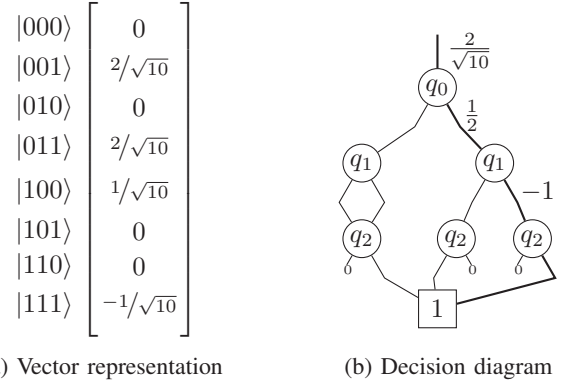 |000⟩ 0
|001⟩ 2/√10
|010⟩ 0
|011⟩ 2/√10
|100⟩ 1/√10
|101⟩ 0
|110⟩ 0
|111⟩ −1/√10
) Vector representation
2/√10
q0
1/2
q1 q1
−1
q2 q2 q2
0 0 0
1
(b) Decision diagram